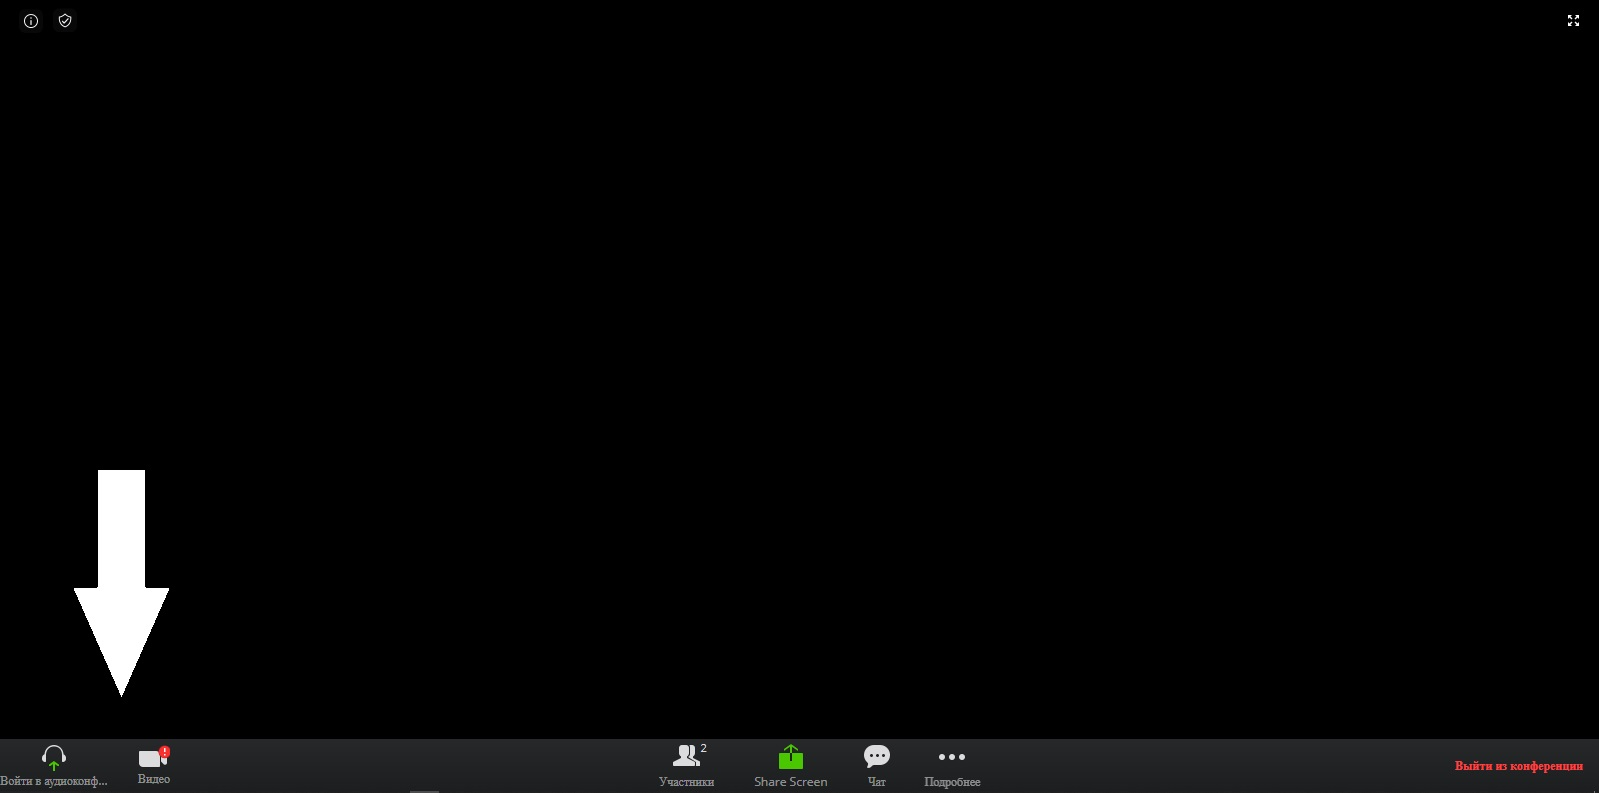 Войти в аудиоконф...
Видео
Участники
2
Share Screen
Чат
Подробнее
Выйти из конференции